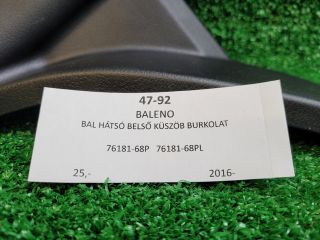 47-92
BALENO
BAL HÁTSÓ BELSŐ KÜSZÖB BURKOLAT
76181-68P 76181-68PL
25,- 2016-